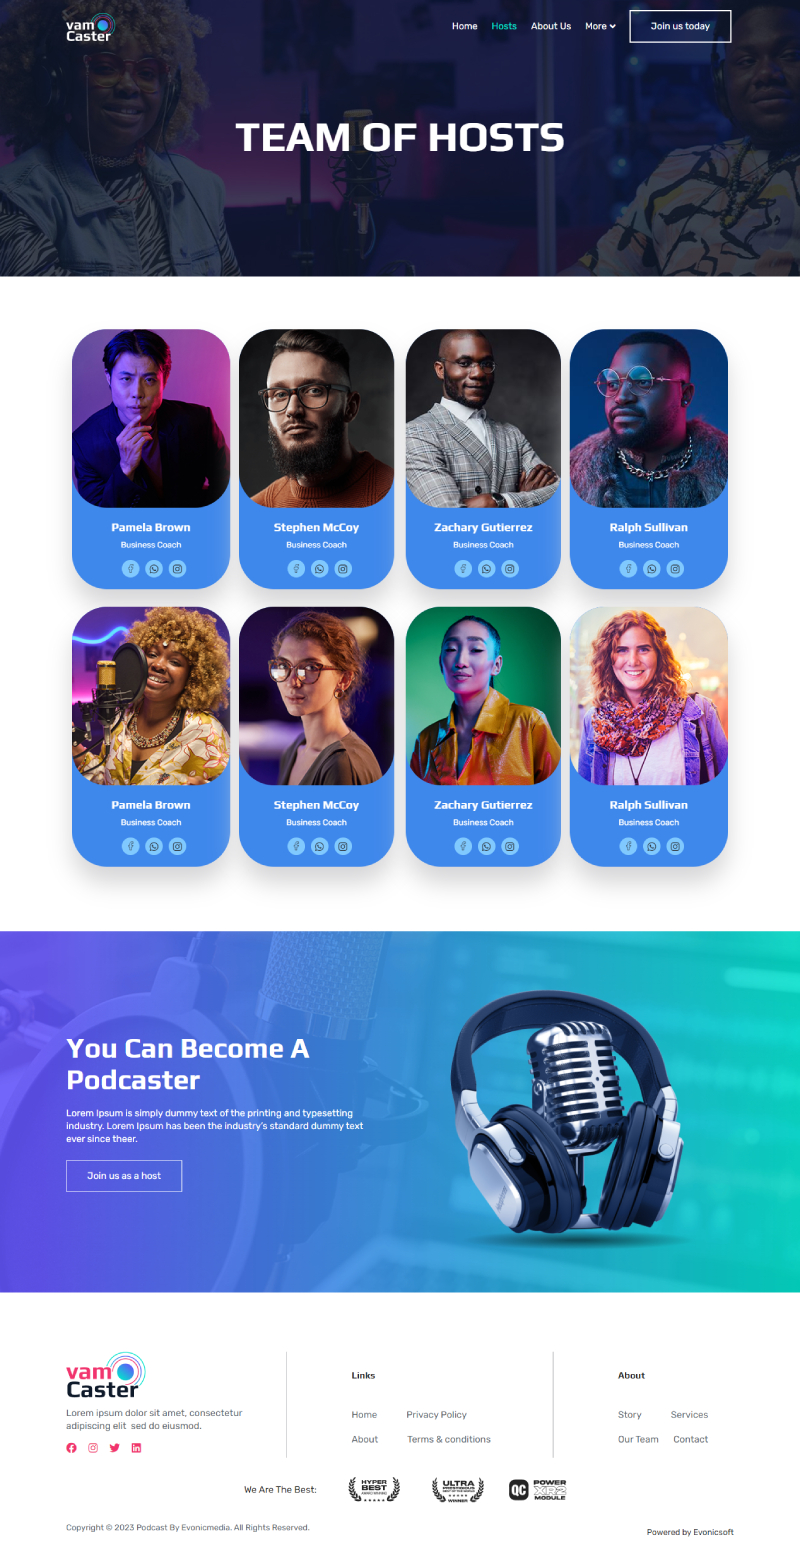 vam
Caster
Home Hosts About Us More Join us today
TEAM OF HOSTS
Pamela Brown
Business Coach
Stephen McCoy
Business Coach
Zachary Gutierrez
Business Coach
Ralph Sullivan
Business Coach
Pamela Brown
Business Coach
Stephen McCoy
Business Coach
Zachary Gutierrez
Business Coach
Ralph Sullivan
Business Coach
You Can Become A
Podcaster
Lorem Ipsum is simply dummy text of the printing and typesetting
industry. Lorem Ipsum has been the industry's standard dummy text
ever since theer.
Join us as a host
vam
Caster
Lorem ipsum dolor sit amet, consectetur
adipiscing elit sed do eiusmod.
Links
Home Privacy Policy
About Terms & conditions
About
Story Services
Our Team Contact
We Are The Best:
HYPER
BEST
ULTRA
WINNER
QC
POWER
XR2
MODULE
Copyright © 2023 Podcast By Evonicmedia. All Rights Reserved.
Powered by Evonicsoft